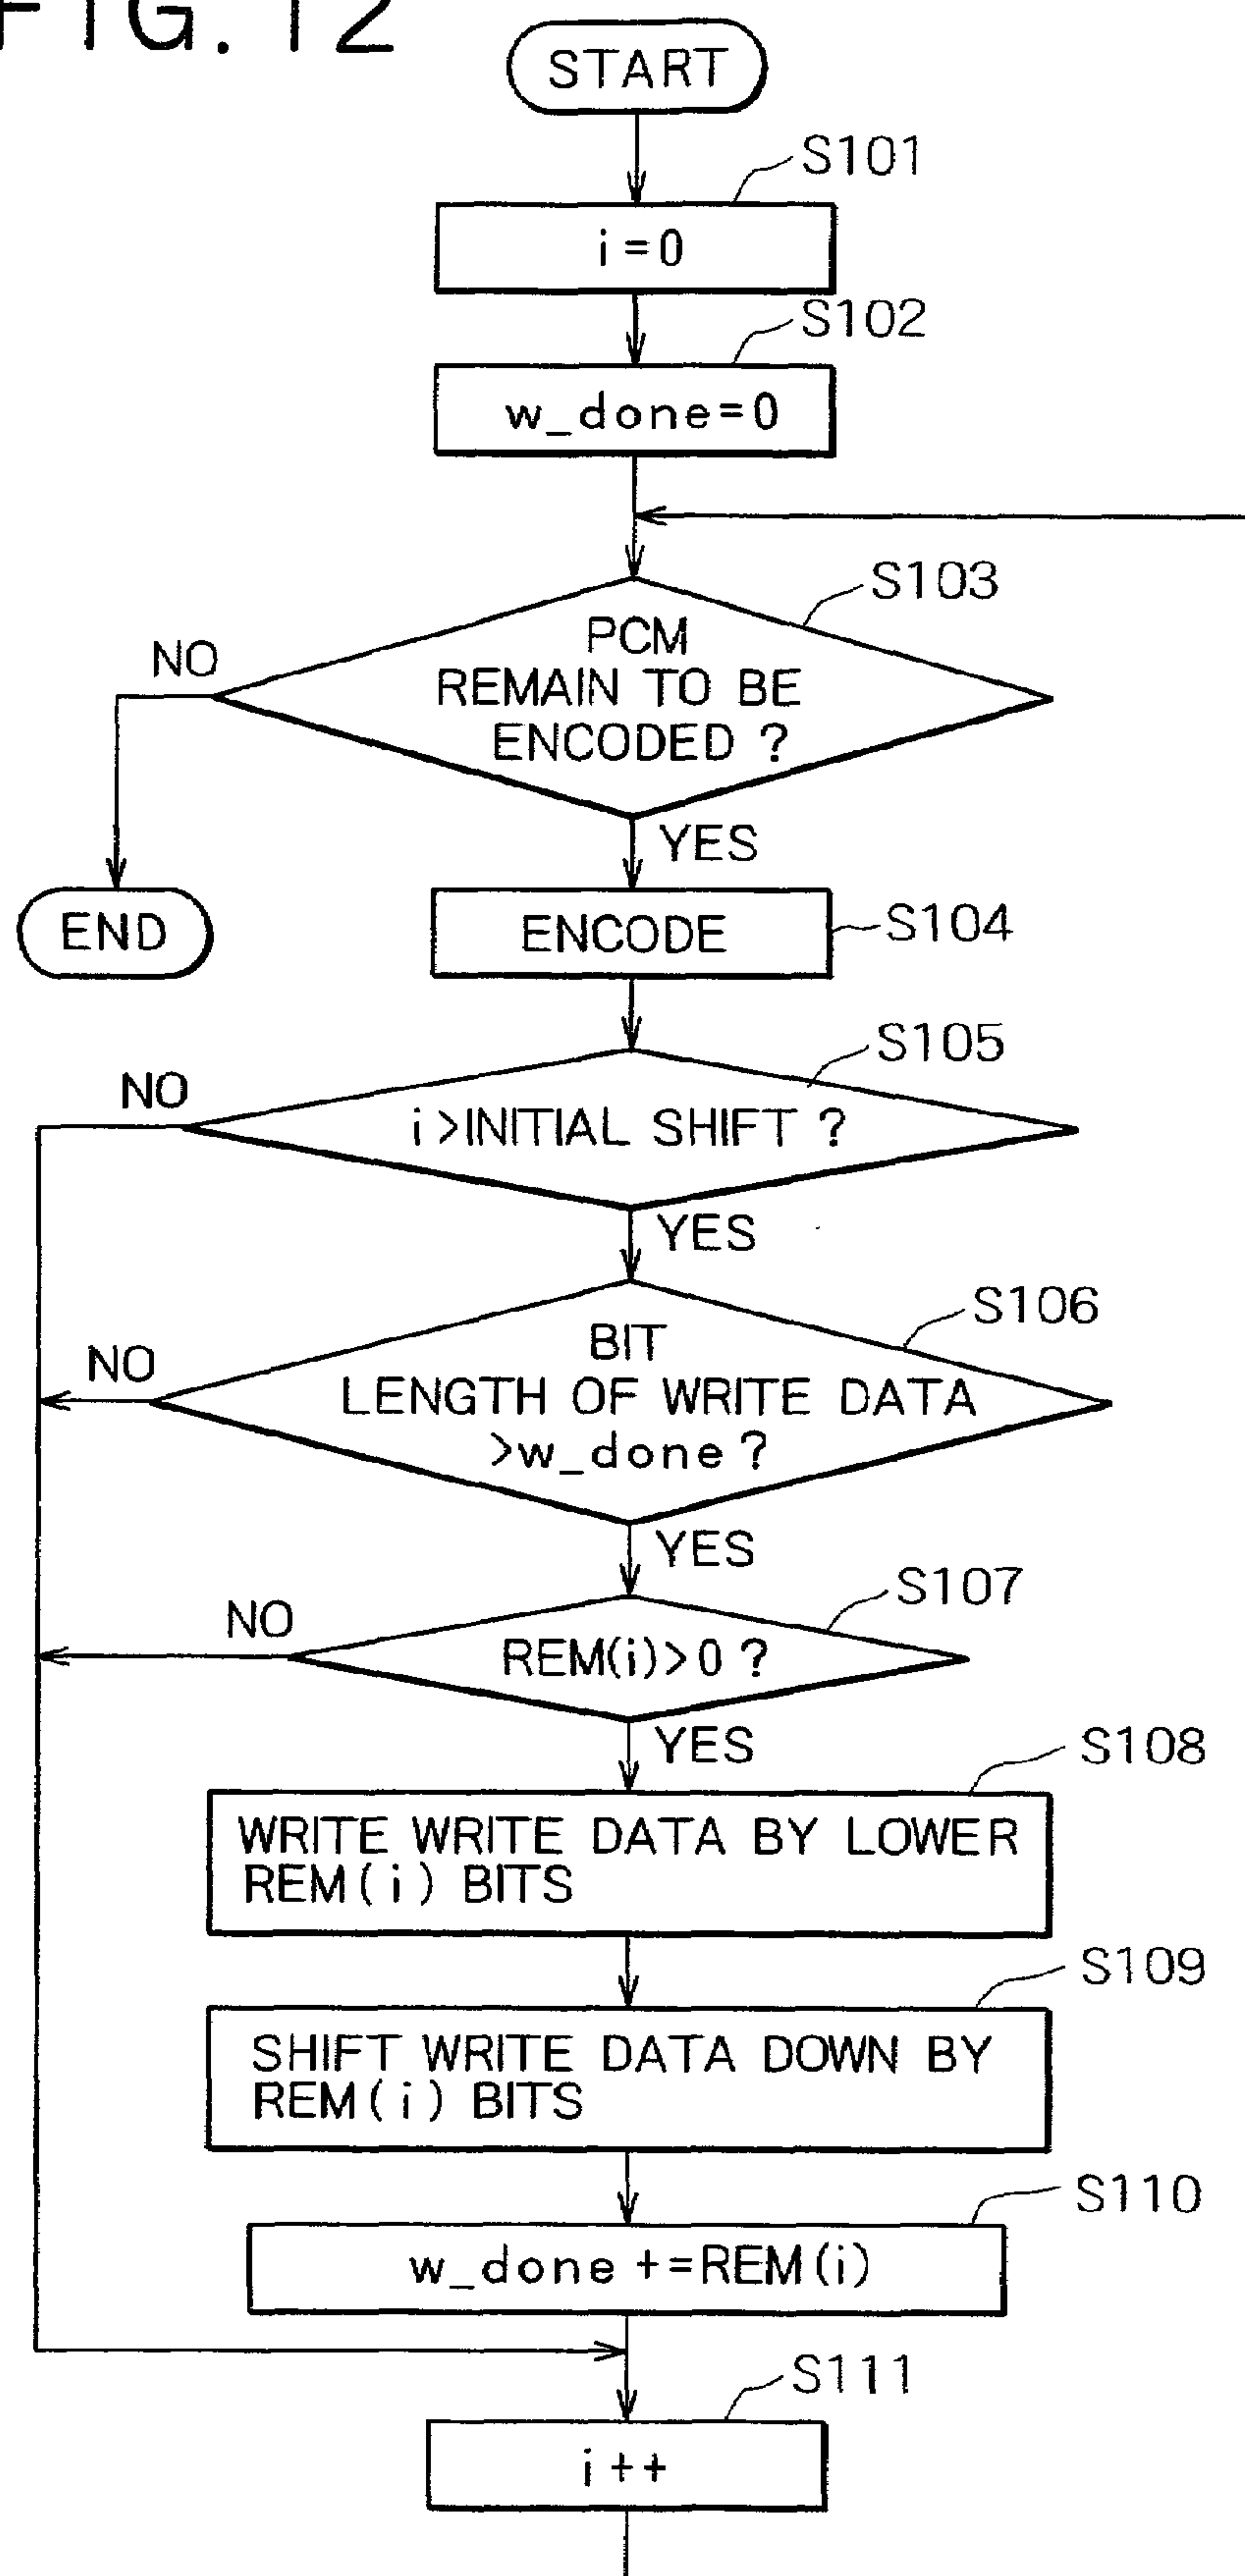 FIG. 12
START
S101
i=0
S102
w_done=0
S103
PCM
REMAIN TO BE
ENCODED ?
NO
YES
END
ENCODE
S104
S105
i>INITIAL SHIFT ?
NO
YES
S106
BIT
LENGTH OF WRITE DATA
>w_done ?
NO
YES
S107
REM(i)>0 ?
NO
YES
S108
WRITE WRITE DATA BY LOWER
REM(i) BITS
S109
SHIFT WRITE DATA DOWN BY
REM(i) BITS
S110
w_done +=REM(i)
S111
i++